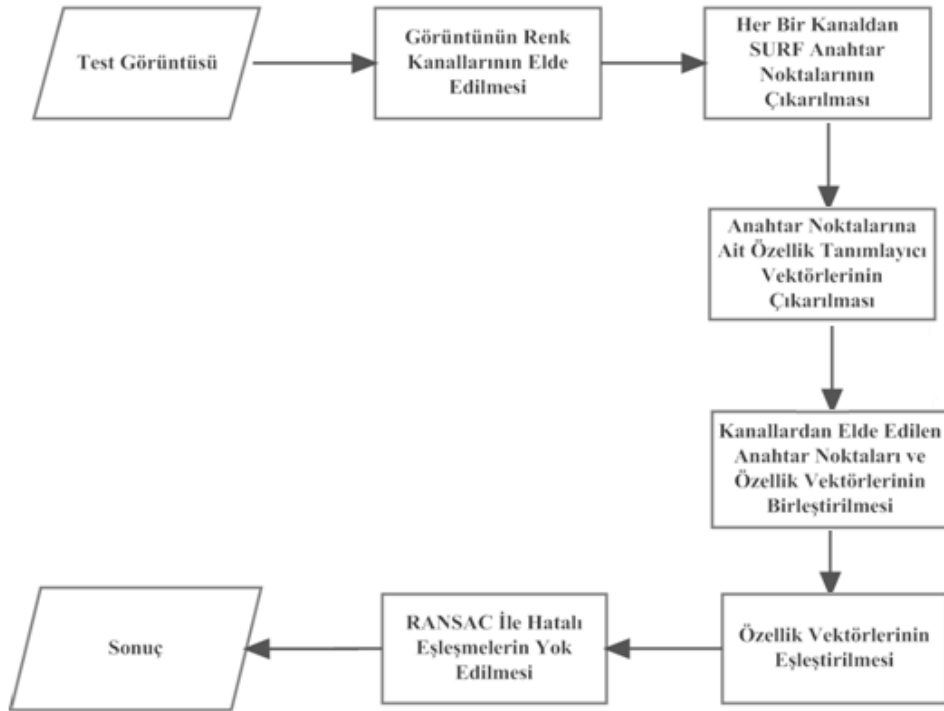 Test Görüntüsü
Görüntünün Renk
Kanallarının Elde
Edilmesi
Her Bir Kanaldan
SURF Anahtar
Noktalarının
Çıkarılması
Anahtar Noktalarına
Ait Özellik Tanımlayıcı
Vektörlerinin
Çıkarılması
Kanallardan Elde Edilen
Anahtar Noktaları ve
Özellik Vektörlerinin
Birleştirilmesi
Özellik Vektörlerinin
Eşleştirilmesi
RANSAC İle Hatalı
Eşleşmelerin Yok
Edilmesi
Sonuç